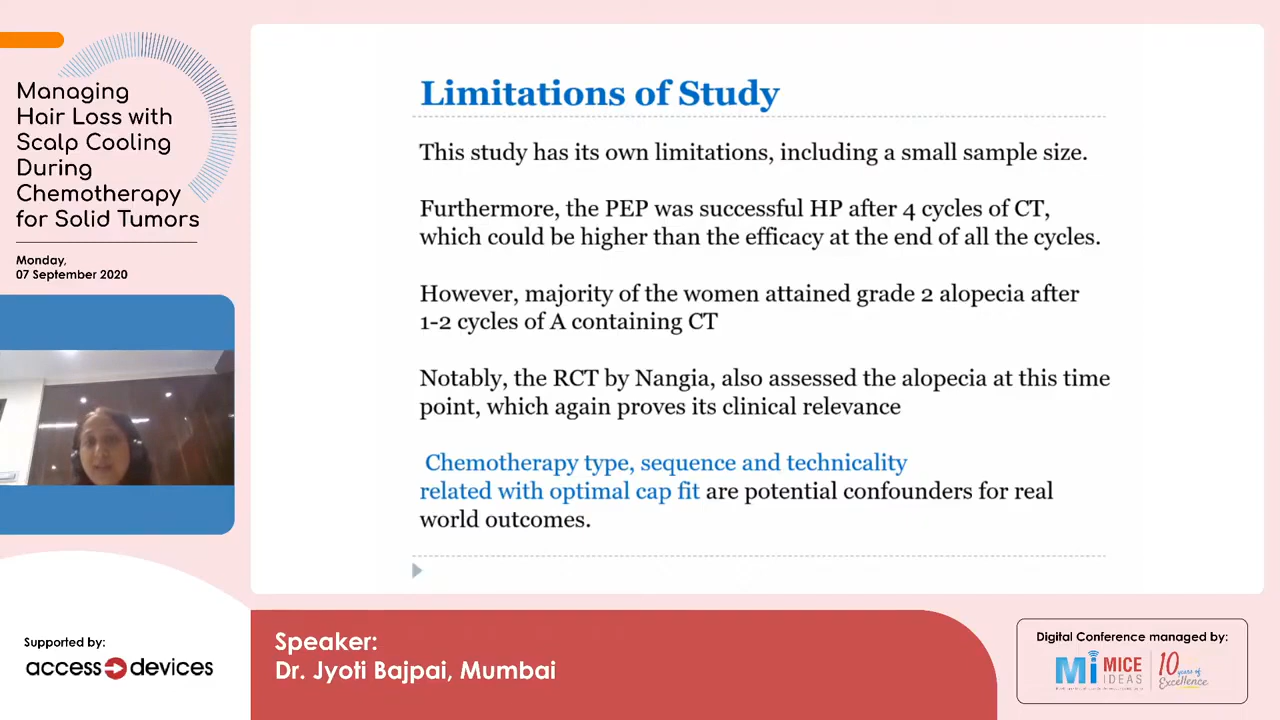 Managing
Hair Loss with
Scalp Cooling
During
Chemotherapy
for Solid Tumors
Monday,
07 September 2020
Limitations of Study
This study has its own limitations, including a small sample size.
Furthermore, the PEP was successful HP after 4 cycles of CT,
which could be higher than the efficacy at the end of all the cycles.
However, majority of the women attained grade 2 alopecia after
1-2 cycles of A containing CT
Notably, the RCT by Nangia, also assessed the alopecia at this time
point, which again proves its clinical relevance
Chemotherapy type, sequence and technicality
related with optimal cap fit are potential confounders for real
world outcomes.
Supported by:
access devices
Speaker:
Dr. Jyoti Bajpai, Mumbai
Digital Conference managed by:
Mi MICE
IDEAS
10 years of
Excellence